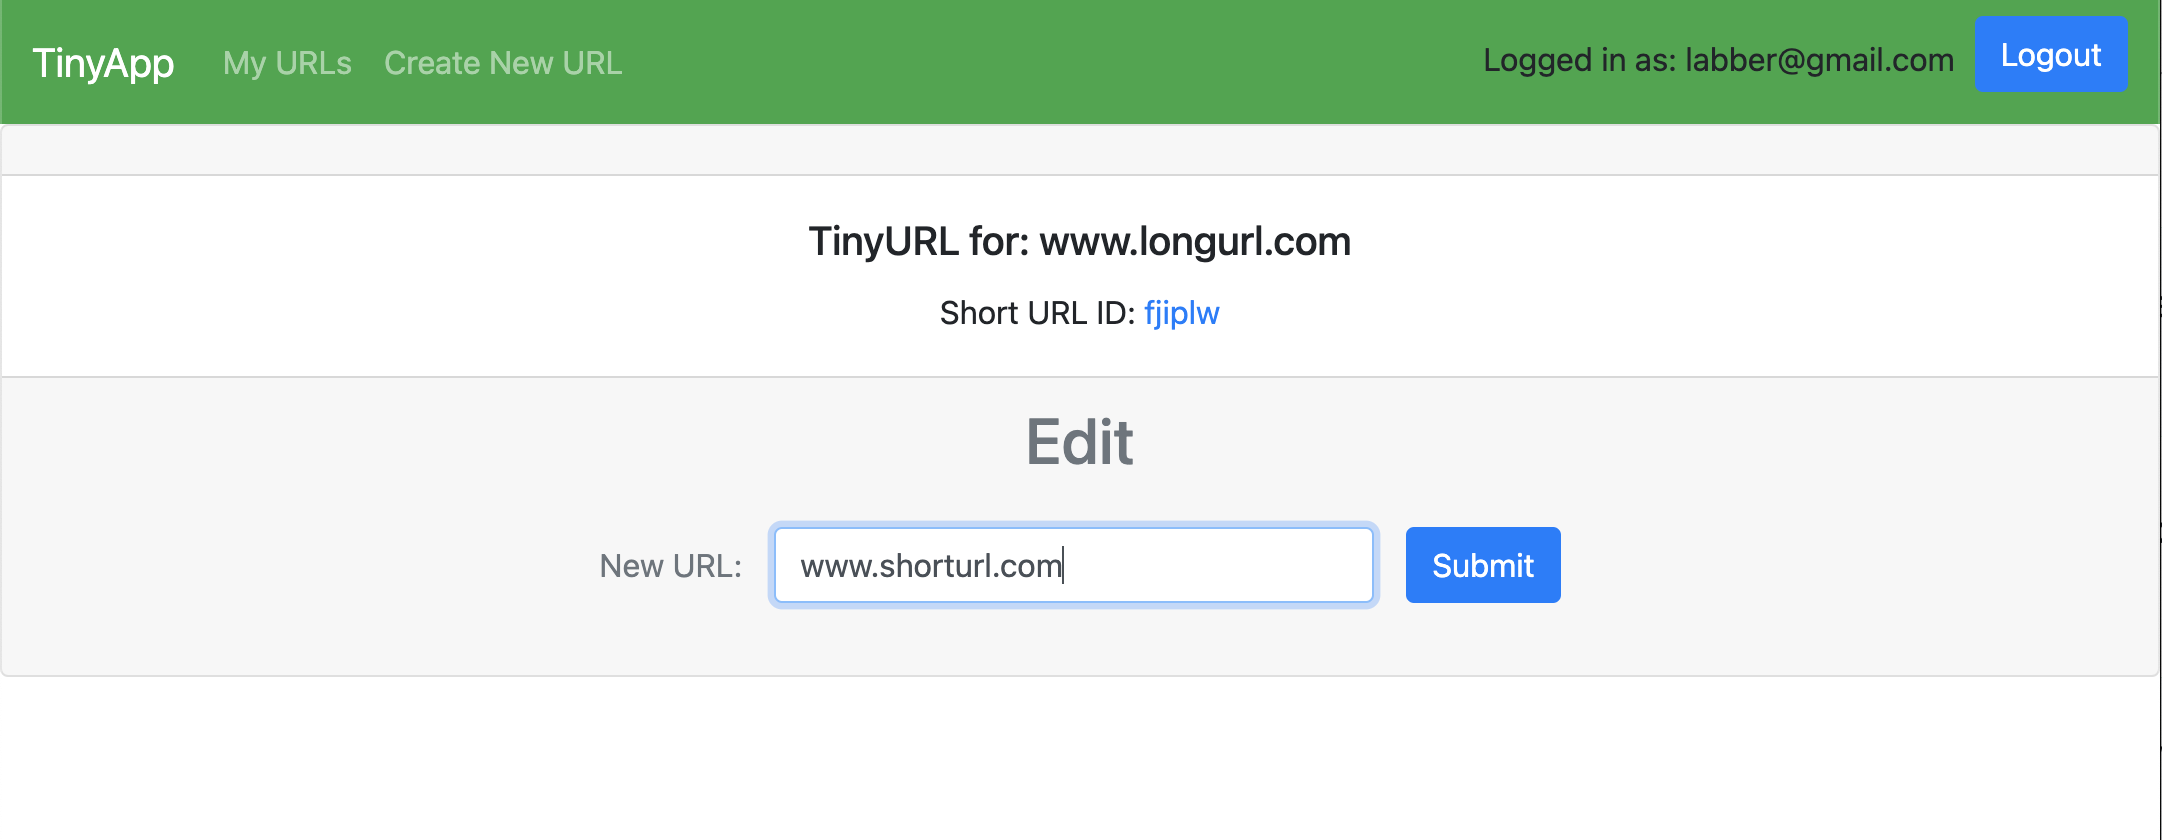 TinyApp My URLs Create New URL Logged in as: labber@gmail.com Logout
TinyURL for: www.longurl.com
Short URL ID: fjiplw
Edit
New URL: www.shorturl.com Submit